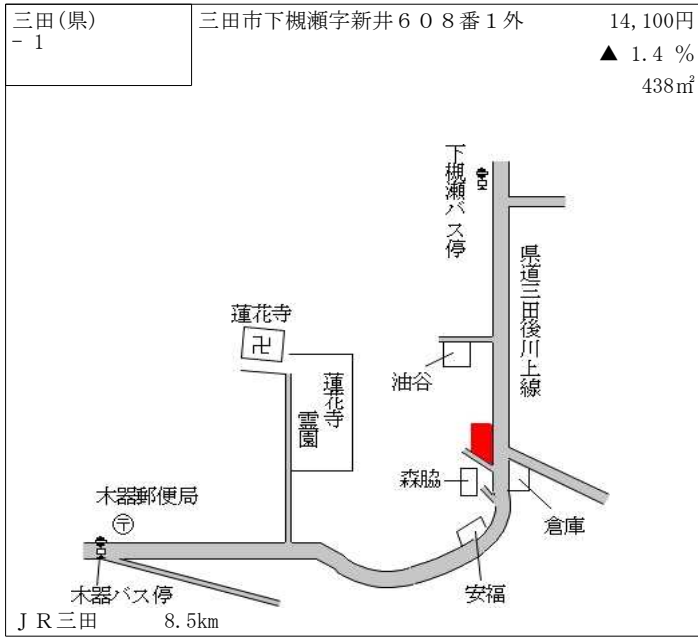 三田(県)
－1
三田市下槻瀬字新井６０８番１外
14,100円
▲ 1.4 %
438㎡
下槻瀬バス停
県道三田後川上線
蓮花寺
卍
蓮花寺
霊園
油谷
森脇
倉庫
木器郵便局
〒
安福
木器バス停
ＪＲ三田 8.5km